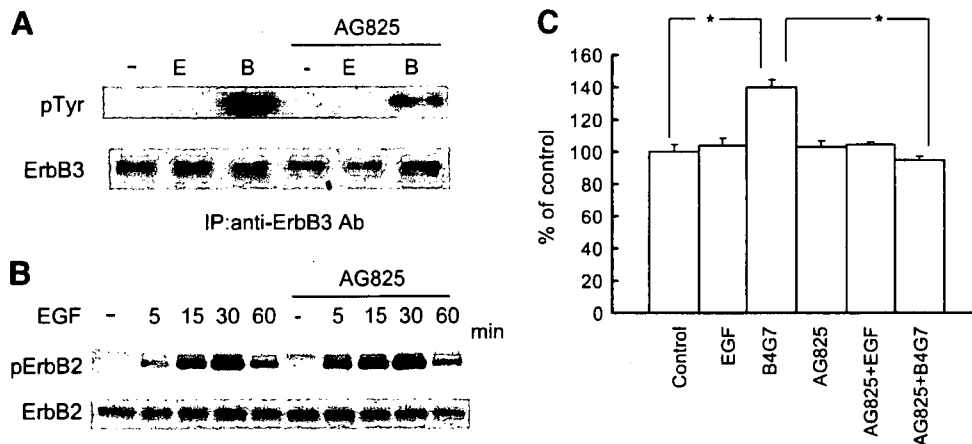 A
AG825
- E B - E B
pTyr
ErbB3
IP:anti-ErbB3 Ab
B
AG825
EGF - 5 15 30 60 - 5 15 30 60 min
pErbB2
ErbB2
C
* *
160
140
120
100
80
60
40
20
0
% of control
Control
EGF
B4G7
AG825
AG825+EGF
AG825+B4G7